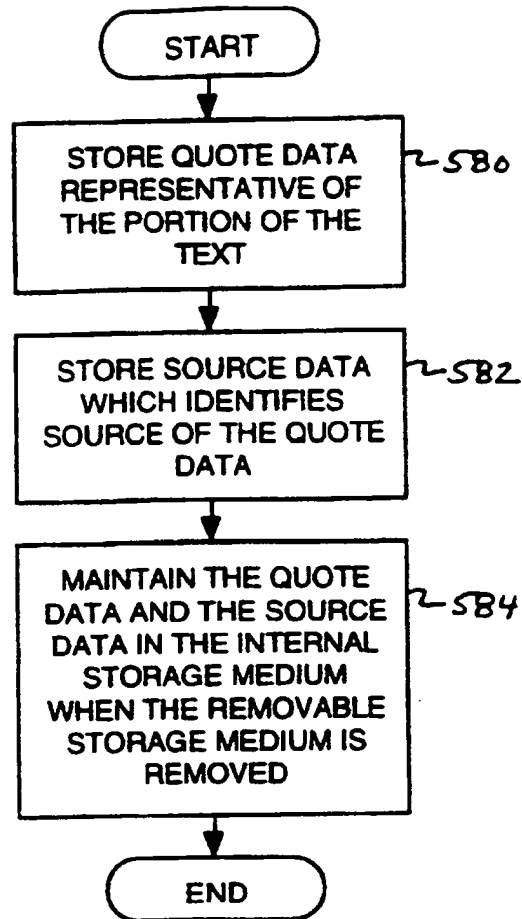 START
STORE QUOTE DATA
REPRESENTATIVE OF
THE PORTION OF THE
TEXT
580
STORE SOURCE DATA
WHICH IDENTIFIES
SOURCE OF THE QUOTE
DATA
582
MAINTAIN THE QUOTE
DATA AND THE SOURCE
DATA IN THE INTERNAL
STORAGE MEDIUM
WHEN THE REMOVABLE
STORAGE MEDIUM IS
REMOVED
584
END